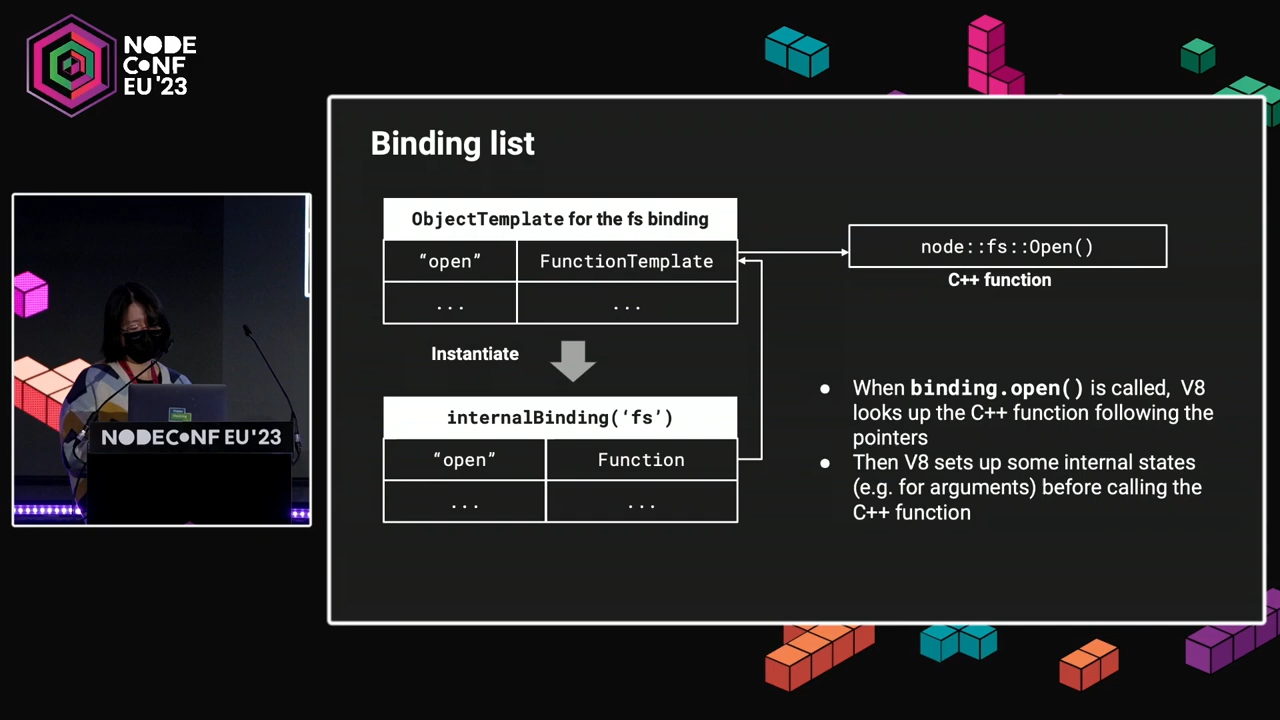 NODE
CONF
EU '23
Binding list
ObjectTemplate for the fs binding
“open”
FunctionTemplate
...
...
node::fs::Open()
C++ function
Instantiate
internalBinding(‘fs’)
“open”
Function
...
...
When binding.open() is called, V8
looks up the C++ function following the
pointers
Then V8 sets up some internal states
(e.g. for arguments) before calling the
C++ function
NODECONF EU'23